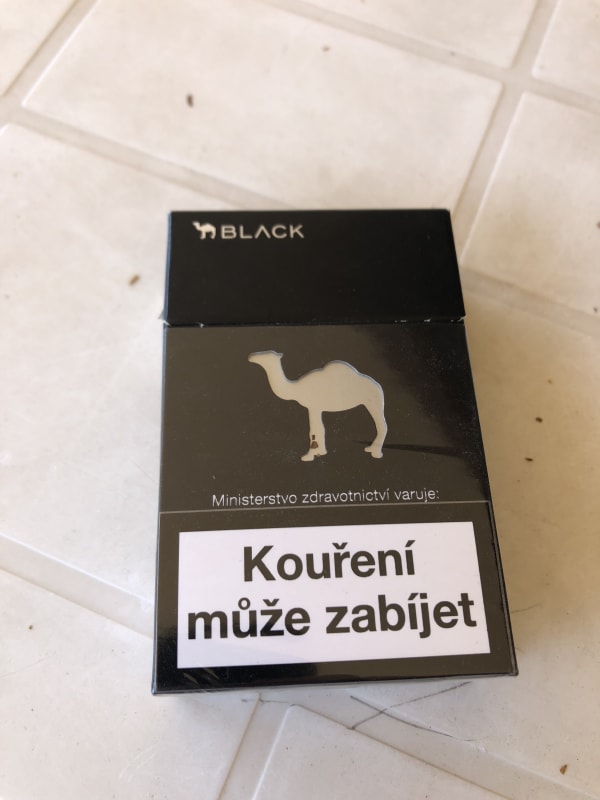 BLACK
Ministerstvo zdravotnictví varuje:
Kouření
může zabíjet